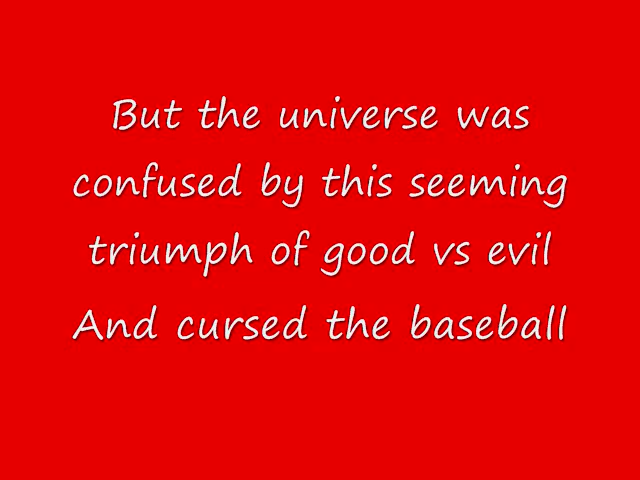 But the universe was
confused by this seeming
triumph of good vs evil
And cursed the baseball